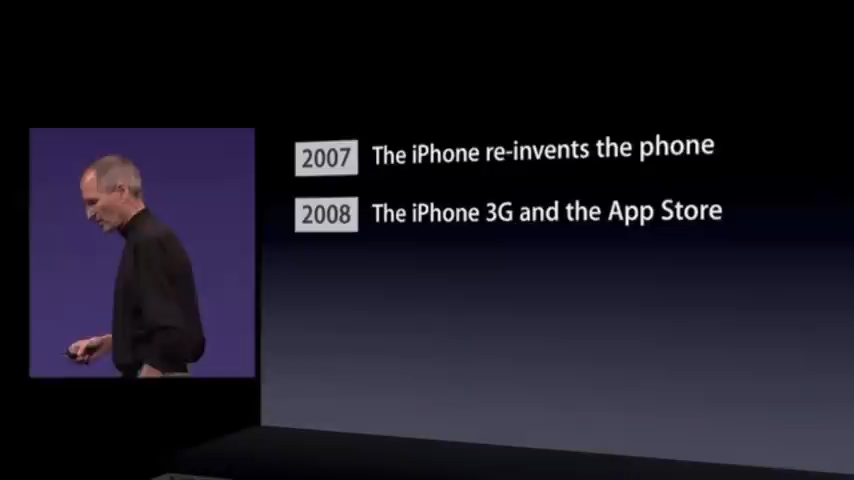 2007 The iPhone re-invents the phone
2008 The iPhone 3G and the App Store